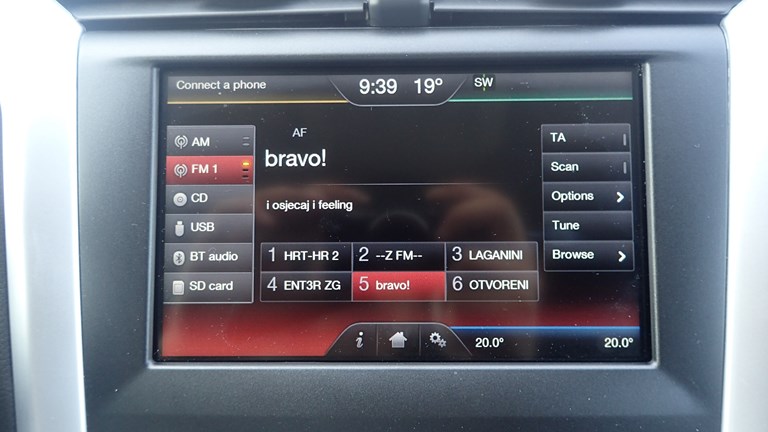 Connect a phone
9:39 19°
SW
AM
FM 1
CD
USB
BT audio
SD card
AF
bravo!
i osjecaj i feeling
1 HRT-HR 2
2 --Z FM--
3 LAGANINI
4 ENT3R ZG
5 bravo!
6 OTVORENI
TA
Scan
Options
Tune
Browse
i
20.0°
20.0°